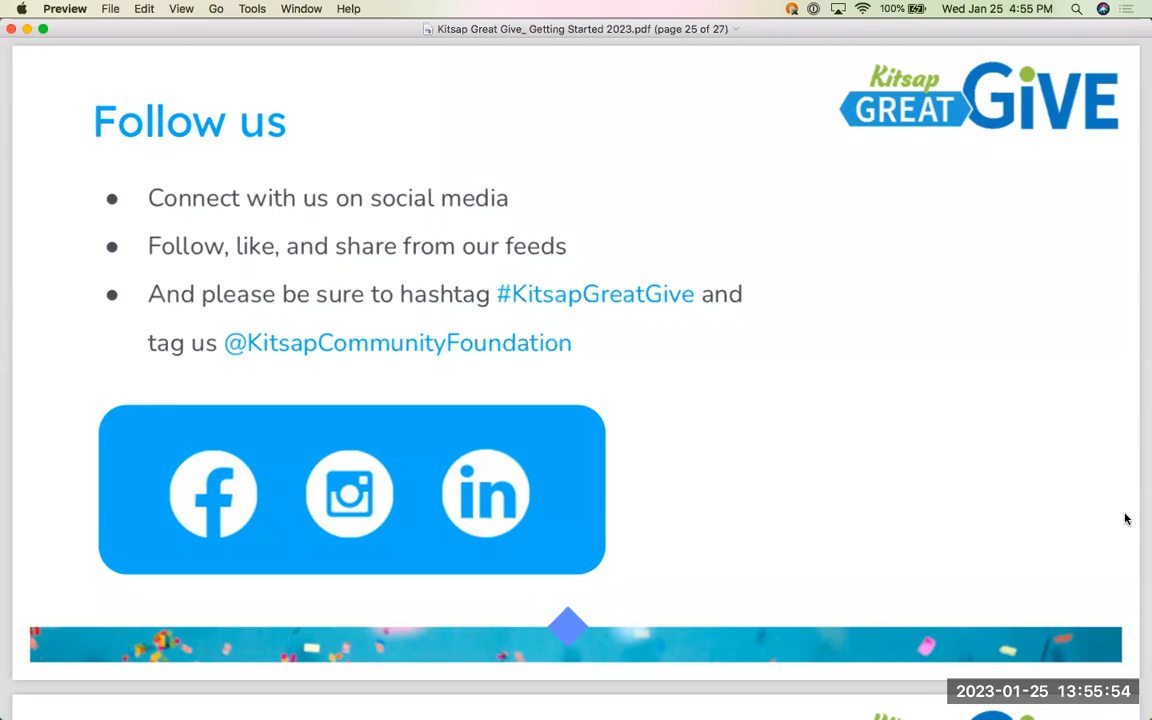 Preview File Edit View Go Tools Window Help 100% Wed Jan 25 4:55 PM
Kitsap Great Give_ Getting Started 2023.pdf (page 25 of 27)
Kitsap
GREAT GiVE
Follow us
● Connect with us on social media
● Follow, like, and share from our feeds
● And please be sure to hashtag #KitsapGreatGive and
tag us @KitsapCommunityFoundation
f in
2023-01-25 13:55:54